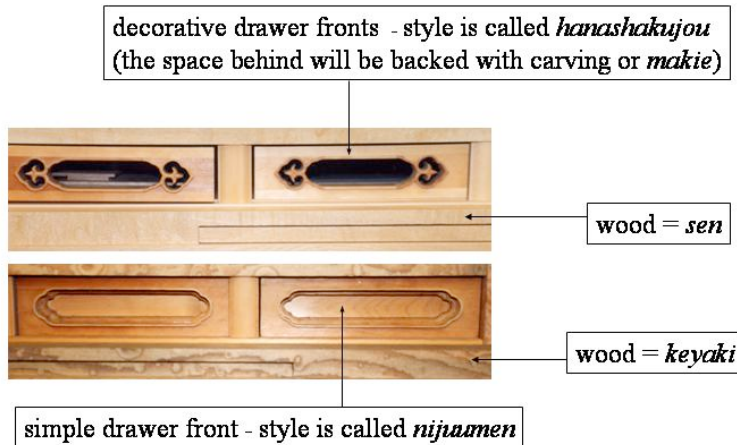 decorative drawer fronts - style is called hanashakujou
(the space behind will be backed with carving or makie)
wood = sen
wood = keyaki
simple drawer front - style is called nijuumen